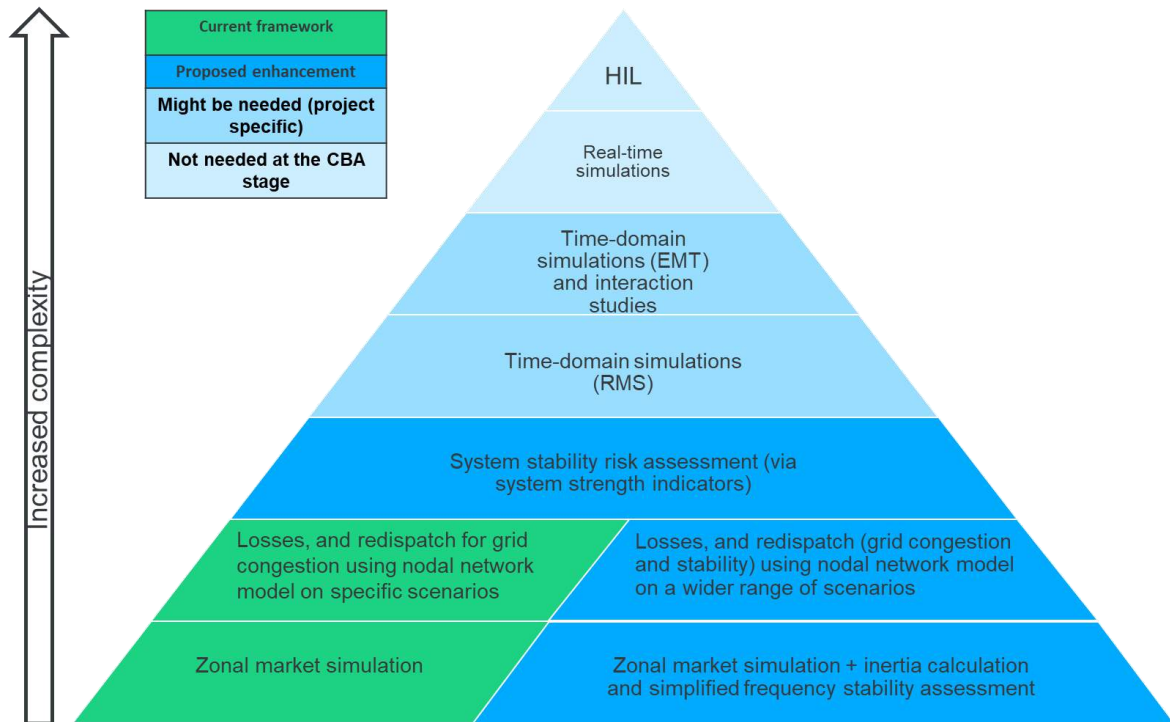 Current framework
Proposed enhancement
Might be needed (project
specific)
Not needed at the CBA
stage
Increased complexity
HIL
Real-time
simulations
Time-domain
simulations (EMT)
and interaction
studies
Time-domain simulations
(RMS)
System stability risk assessment (via
system strength indicators)
Losses, and redispatch for grid
congestion using nodal network
model on specific scenarios
Losses, and redispatch (grid congestion
and stability) using nodal network model
on a wider range of scenarios
Zonal market simulation
Zonal market simulation + inertia calculation
and simplified frequency stability assessment